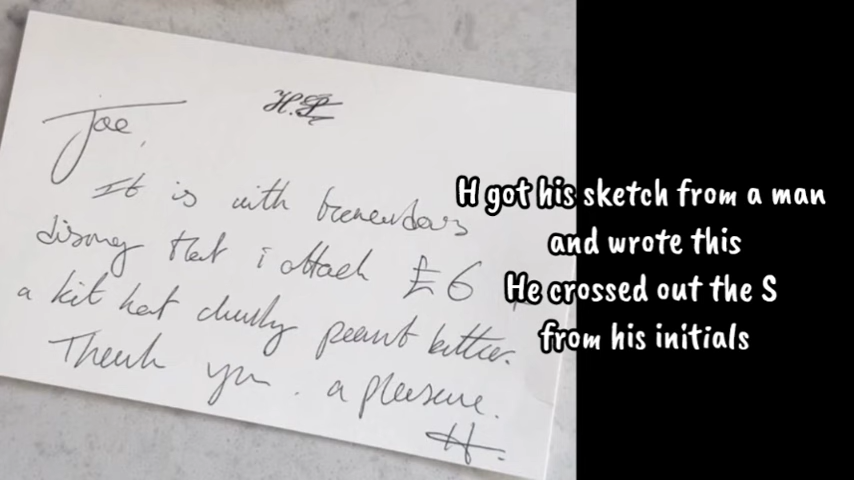 H.S
Joe,
It is with tremendous
dismay that i attach £6
a kit kat chunky peanut butter.
Thank you. a pleasure.
H.
H got his sketch from a man
and wrote this
He crossed out the S
from his initials